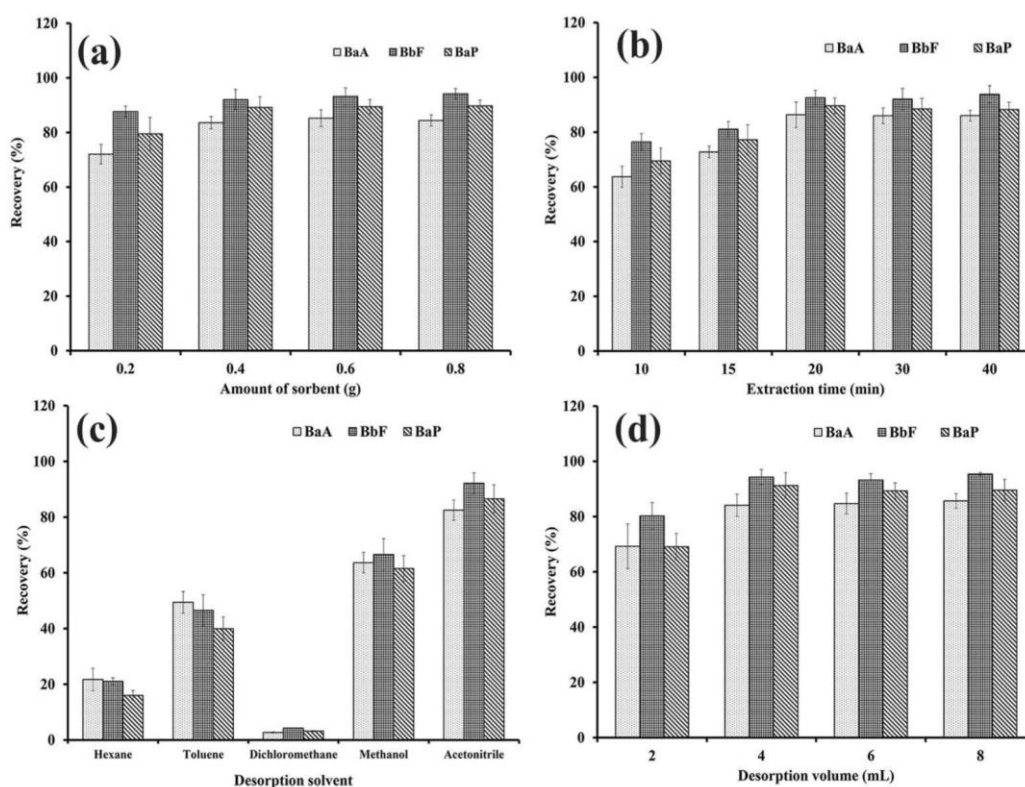 (a)
BaA BbF BaP
Recovery (%)
120
100
80
60
40
20
0
0.2 0.4 0.6 0.8
Amount of sorbent (g)
(b)
BaA BbF BaP
Recovery (%)
120
100
80
60
40
20
0
10 15 20 30 40
Extraction time (min)
(c)
BaA BbF BaP
Recovery (%)
120
100
80
60
40
20
0
Hexane Toluene Dichloromethane Methanol Acetonitrile
Desorption solvent
(d)
BaA BbF BaP
Recovery (%)
120
100
80
60
40
20
0
2 4 6 8
Desorption volume (mL)